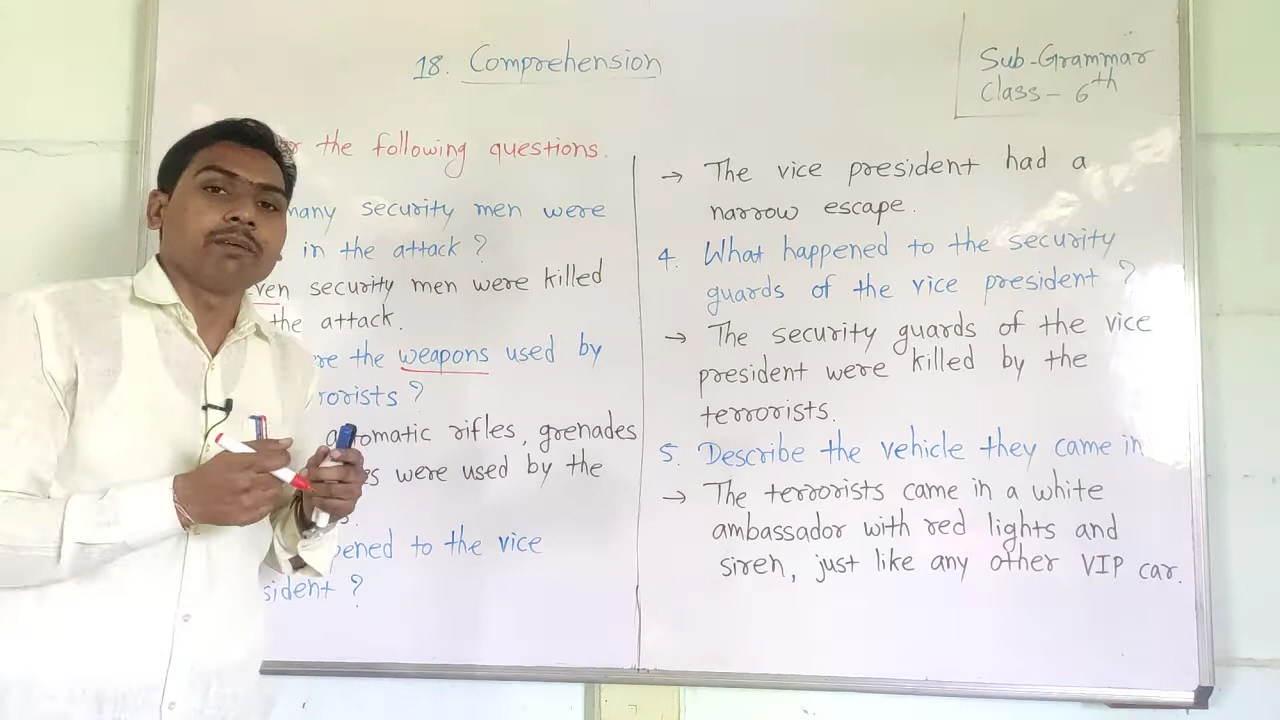 18. Comprehension
Sub-Grammar
Class - 6th
the following questions.
many security men were
in the attack ?
security men were killed
the attack.
the weapons used by
?
automatic rifles, grenades
were used by the
to the vice
?
→ The vice president had a
narrow escape.
4. What happened to the security
guards of the vice president ?
→ The security guards of the vice
president were killed by the
terrorists.
5. Describe the vehicle they came in
→ The terrorists came in a white
ambassador with red lights and
siren, just like any other VIP car.